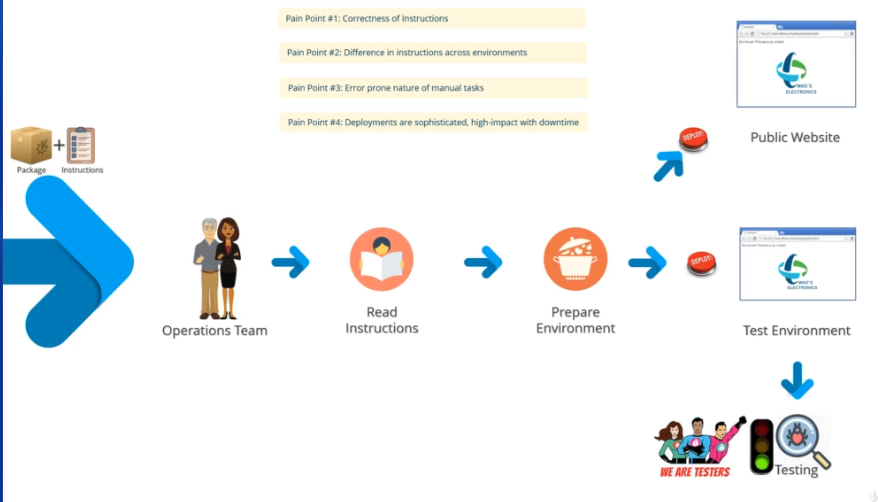 Pain Point #1: Correctness of Instructions
Pain Point #2: Difference in instructions across environments
Pain Point #3: Error prone nature of manual tasks
Pain Point #4: Deployments are sophisticated, high-impact with downtime
Package
+
Instructions
DEPLOY!
MIKE'S
ELECTRONICS
Public Website
Operations Team
Read
Instructions
Prepare
Environment
DEPLOY!
MIKE'S
ELECTRONICS
Test Environment
WE ARE TESTERS
Testing